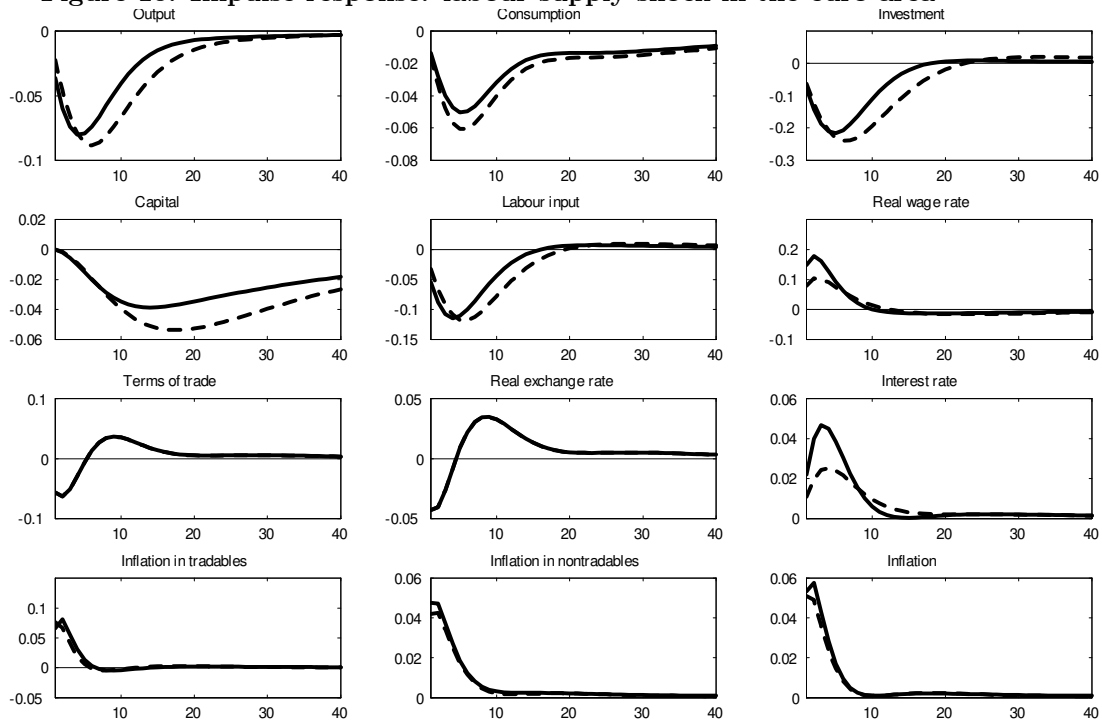 Figure Impulse response: labour supply shock in the euro area
Output
Consumption
Investment
0
-0.05
-0.1
10 20 30 40
0
-0.02
-0.04
-0.06
-0.08
10 20 30 40
0
-0.1
-0.2
-0.3
10 20 30 40
Capital
Labour input
Real wage rate
0.02
0
-0.02
-0.04
-0.06
10 20 30 40
0
-0.05
-0.1
-0.15
10 20 30 40
0.2
0.1
0
-0.1
10 20 30 40
Terms of trade
Real exchange rate
Interest rate
0.1
0
-0.1
10 20 30 40
0.05
0
-0.05
10 20 30 40
0.06
0.04
0.02
0
10 20 30 40
Inflation in tradables
Inflation in nontradables
Inflation
0.1
0.05
0
-0.05
10 20 30 40
0.06
0.04
0.02
0
10 20 30 40
0.06
0.04
0.02
0
10 20 30 40